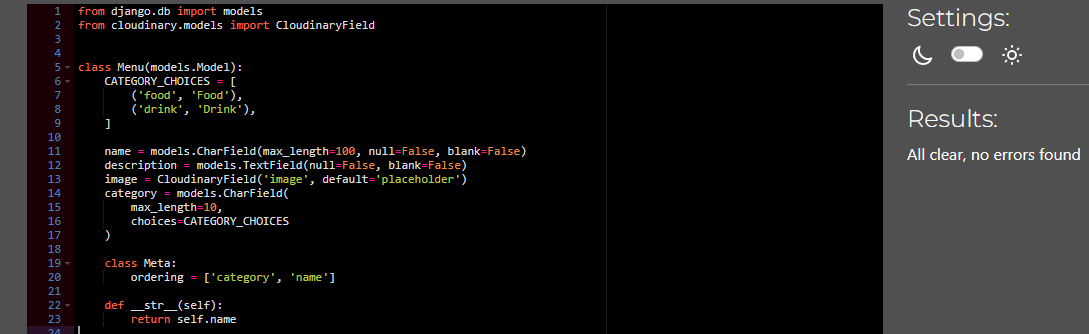 1 from django.db import models
2 from cloudinary.models import CloudinaryField
3
4
5 class Menu(models.Model):
6     CATEGORY_CHOICES = [
7         ('food', 'Food'),
8         ('drink', 'Drink'),
9     ]
10
11     name = models.CharField(max_length=100, null=False, blank=False)
12     description = models.TextField(null=False, blank=False)
13     image = CloudinaryField('image', default='placeholder')
14     category = models.CharField(
15         max_length=10,
16         choices=CATEGORY_CHOICES
17     )
18
19     class Meta:
20         ordering = ['category', 'name']
21
22     def __str__(self):
23         return self.name
24
Settings:
Results:
All clear, no errors found